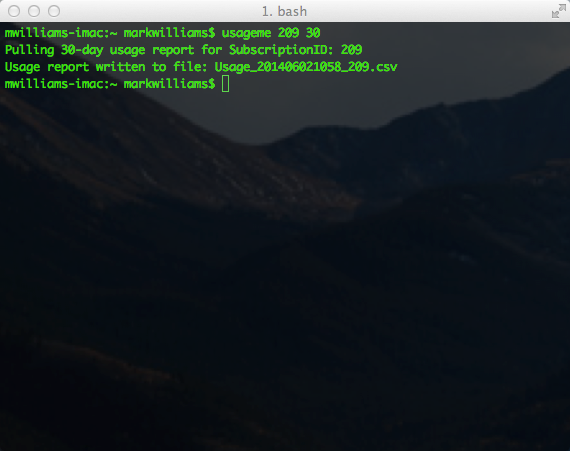 1. bash
mwilliams-imac:~ markwilliams$ usageme 209 30
Pulling 30-day usage report for SubscriptionID: 209
Usage report written to file: Usage_201406021058_209.csv
mwilliams-imac:~ markwilliams$